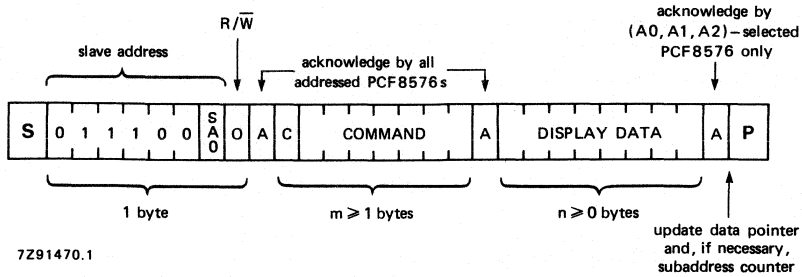 acknowledge by
(A0, A1, A2)–selected
PCF8576 only
R/W̅
slave address
acknowledge by all
addressed PCF8576s
S 0 1 1 1 0 0 SA0 0 A C COMMAND A DISPLAY DATA A P
1 byte
m ⩾ 1 bytes
n ⩾ 0 bytes
update data pointer
and, if necessary,
subaddress counter
7Z91470.1